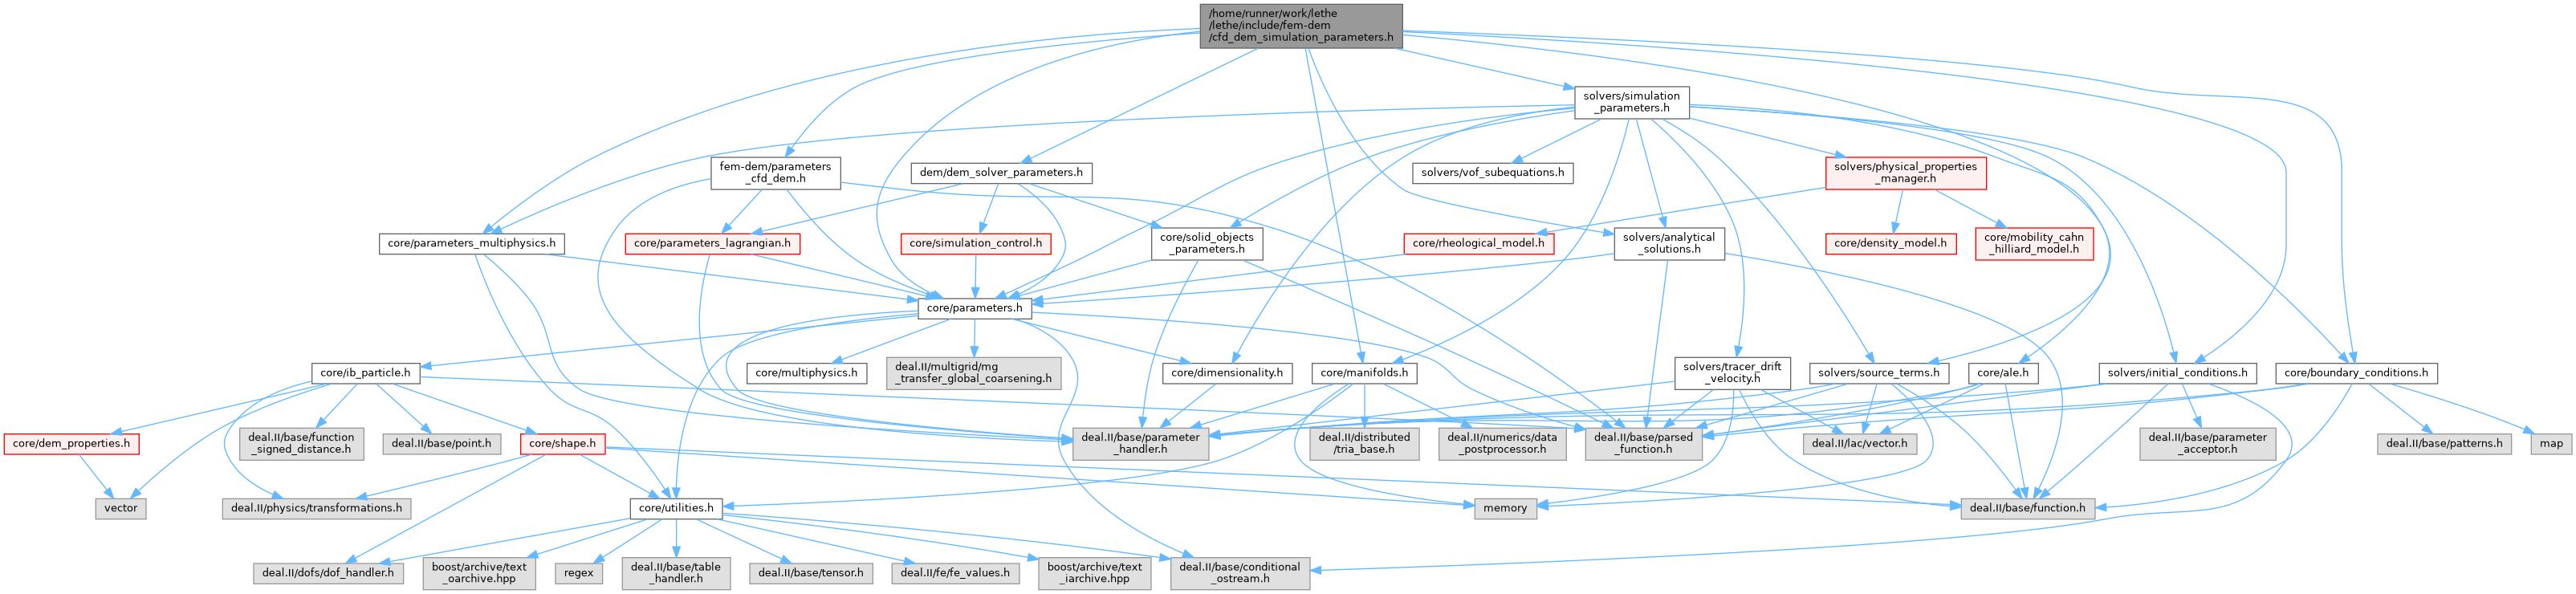 /home/runner/work/lethe
/lethe/include/fem-dem
/cfd_dem_simulation_parameters.h
solvers/simulation
_parameters.h
fem-dem/parameters
_cfd_dem.h
dem/dem_solver_parameters.h
solvers/vof_subequations.h
solvers/physical_properties
_manager.h
core/parameters_multiphysics.h
core/parameters_lagrangian.h
core/simulation_control.h
core/solid_objects
_parameters.h
core/rheological_model.h
solvers/analytical
_solutions.h
core/density_model.h
core/mobility_cahn
_hilliard_model.h
core/parameters.h
core/ib_particle.h
core/multiphysics.h
deal.II/multigrid/mg
_transfer_global_coarsening.h
core/dimensionality.h
core/manifolds.h
solvers/tracer_drift
_velocity.h
solvers/source_terms.h
core/ale.h
solvers/initial_conditions.h
core/boundary_conditions.h
core/dem_properties.h
deal.II/base/function
_signed_distance.h
deal.II/base/point.h
core/shape.h
deal.II/base/parameter
_handler.h
deal.II/distributed
/tria_base.h
deal.II/numerics/data
_postprocessor.h
deal.II/base/parsed
_function.h
deal.II/lac/vector.h
deal.II/base/parameter
_acceptor.h
deal.II/base/patterns.h
map
vector
deal.II/physics/transformations.h
core/utilities.h
memory
deal.II/base/function.h
deal.II/dofs/dof_handler.h
boost/archive/text
_oarchive.hpp
regex
deal.II/base/table
_handler.h
deal.II/base/tensor.h
deal.II/fe/fe_values.h
boost/archive/text
_iarchive.hpp
deal.II/base/conditional
_ostream.h